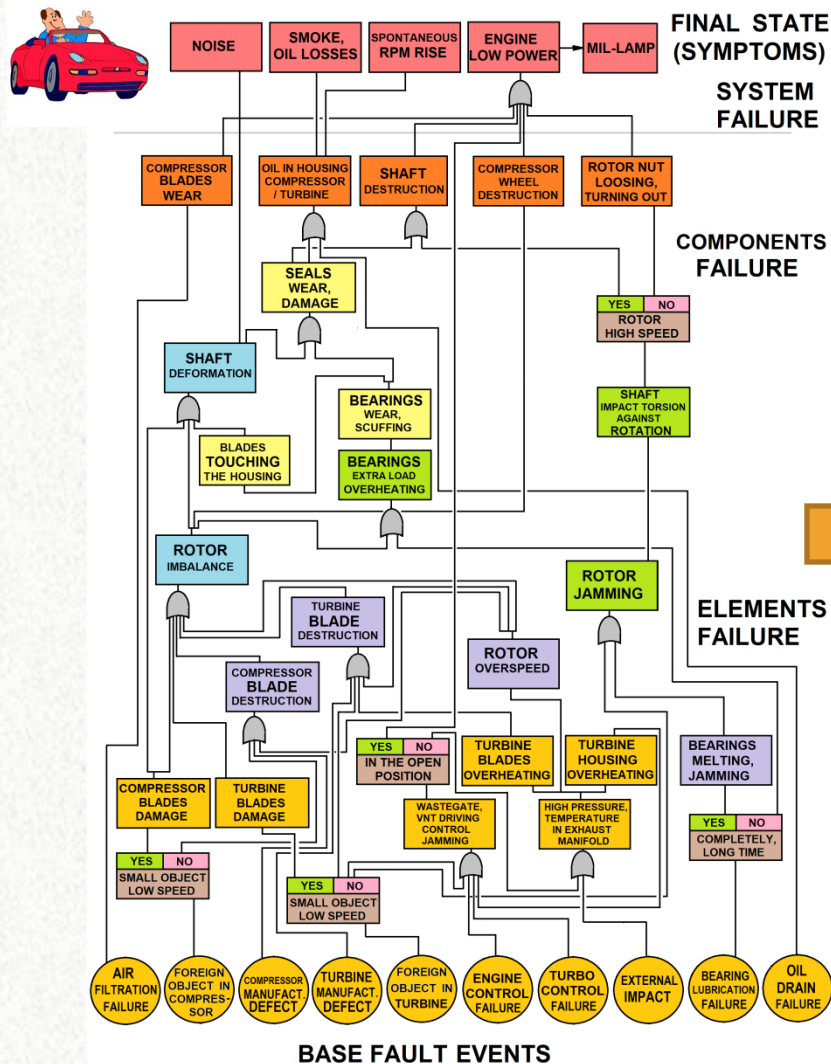 NOISE
SMOKE,
OIL LOSSES
SPONTANEOUS
RPM RISE
ENGINE
LOW POWER
MIL-LAMP
FINAL STATE
(SYMPTOMS)
SYSTEM
FAILURE
COMPRESSOR
BLADES
WEAR
OIL IN HOUSING
COMPRESSOR
/ TURBINE
SHAFT
DESTRUCTION
COMPRESSOR
WHEEL
DESTRUCTION
ROTOR NUT
LOOSING,
TURNING OUT
COMPONENTS
FAILURE
SEALS
WEAR,
DAMAGE
YES NO
ROTOR
HIGH SPEED
SHAFT
DEFORMATION
BEARINGS
WEAR,
SCUFFING
SHAFT
IMPACT TORSION
AGAINST
ROTATION
BLADES
TOUCHING
THE HOUSING
BEARINGS
EXTRA LOAD
OVERHEATING
ROTOR
IMBALANCE
ROTOR
JAMMING
ELEMENTS
FAILURE
TURBINE
BLADE
DESTRUCTION
ROTOR
OVERSPEED
COMPRESSOR
BLADE
DESTRUCTION
YES NO
IN THE OPEN
POSITION
TURBINE
BLADES
OVERHEATING
TURBINE
HOUSING
OVERHEATING
BEARINGS
MELTING,
JAMMING
COMPRESSOR
BLADES
DAMAGE
TURBINE
BLADES
DAMAGE
WASTEGATE,
VNT DRIVING
CONTROL
JAMMING
HIGH PRESSURE,
TEMPERATURE
IN EXHAUST
MANIFOLD
YES NO
COMPLETELY,
LONG TIME
YES NO
SMALL OBJECT
LOW SPEED
YES NO
SMALL OBJECT
LOW SPEED
AIR
FILTRATION
FAILURE
FOREIGN
OBJECT IN
COMPRES-
SOR
COMPRESSOR
MANUFACT.
DEFECT
TURBINE
MANUFACT.
DEFECT
FOREIGN
OBJECT IN
TURBINE
ENGINE
CONTROL
FAILURE
TURBO
CONTROL
FAILURE
EXTERNAL
IMPACT
BEARING
LUBRICATION
FAILURE
OIL
DRAIN
FAILURE
BASE FAULT EVENTS